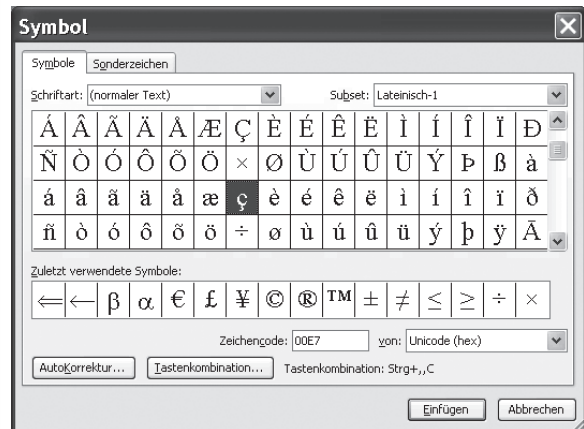 Symbol
Symbole Sonderzeichen
Schriftart: (normaler Text) Subset: Lateinisch-1
Á Â Ã Ä Å Æ Ç È É Ê Ë Ì Í Î Ï Ð
Ñ Ò Ó Ô Õ Ö × Ø Ù Ú Û Ü Ý Þ ß à
á â ã ä å æ ç è é ê ë ì í î ï ð
ñ ò ó ô õ ö ÷ ø ù ú û ü ý þ ÿ Ā
Zuletzt verwendete Symbole:
⇐ ← β α € £ ¥ © ® ™ ± ≠ ≤ ≥ ÷ ×
Zeichencode: 00E7 von: Unicode (hex)
AutoKorrektur... Tastenkombination... Tastenkombination: Strg+,,C
Einfügen Abbrechen